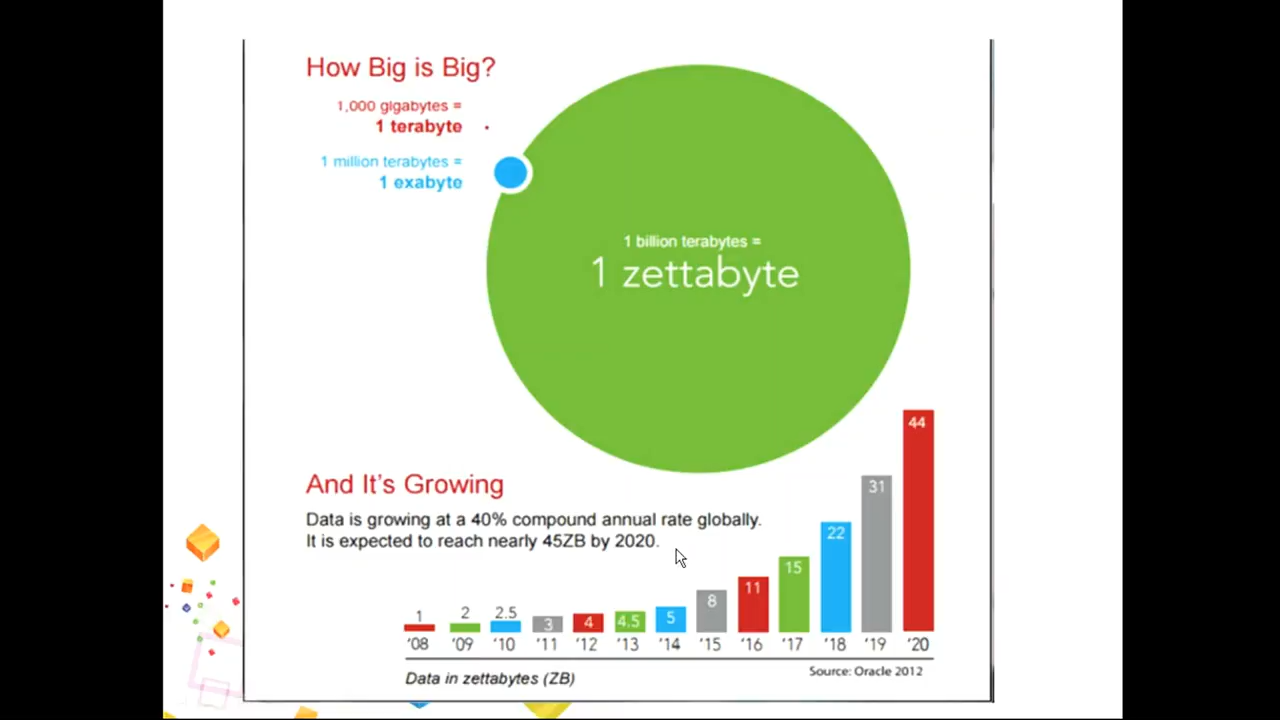 How Big is Big?
1,000 gigabytes =
1 terabyte
1 million terabytes =
1 exabyte
1 billion terabytes =
1 zettabyte
And It's Growing
Data is growing at a 40% compound annual rate globally.
It is expected to reach nearly 45ZB by 2020.
1 2 2.5 3 4 4.5 5 8 11 15 22 31 44
'08 '09 '10 '11 '12 '13 '14 '15 '16 '17 '18 '19 '20
Source: Oracle 2012
Data in zettabytes (ZB)